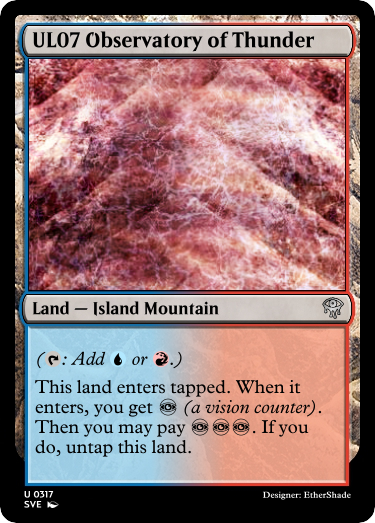 UL07 Observatory of Thunder
Land — Island Mountain
( : Add or .)
This land enters tapped. When it
enters, you get (a vision counter).
Then you may pay . If you
do, untap this land.
U 0317
SVE
Designer: EtherShade